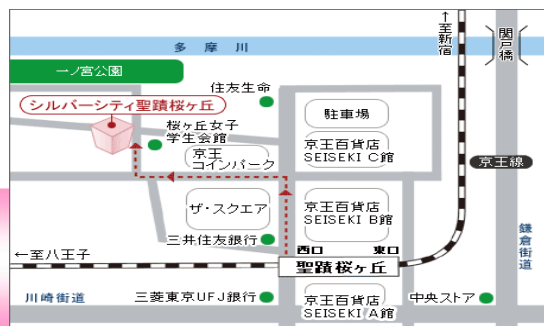 ↑至新宿
関戸橋
多摩川
一ノ宮公園
住友生命
シルバーシティ聖蹟桜ヶ丘
駐車場
桜ヶ丘女子
学生会館
京王
コインパーク
京王百貨店
SEISEKI C館
京王線
ザ・スクエア
京王百貨店
SEISEKI B館
鎌倉街道
三井住友銀行
西口
東口
←至八王子
聖蹟桜ヶ丘
川崎街道
三菱東京UFJ銀行
京王百貨店
SEISEKI A館
中央ストア